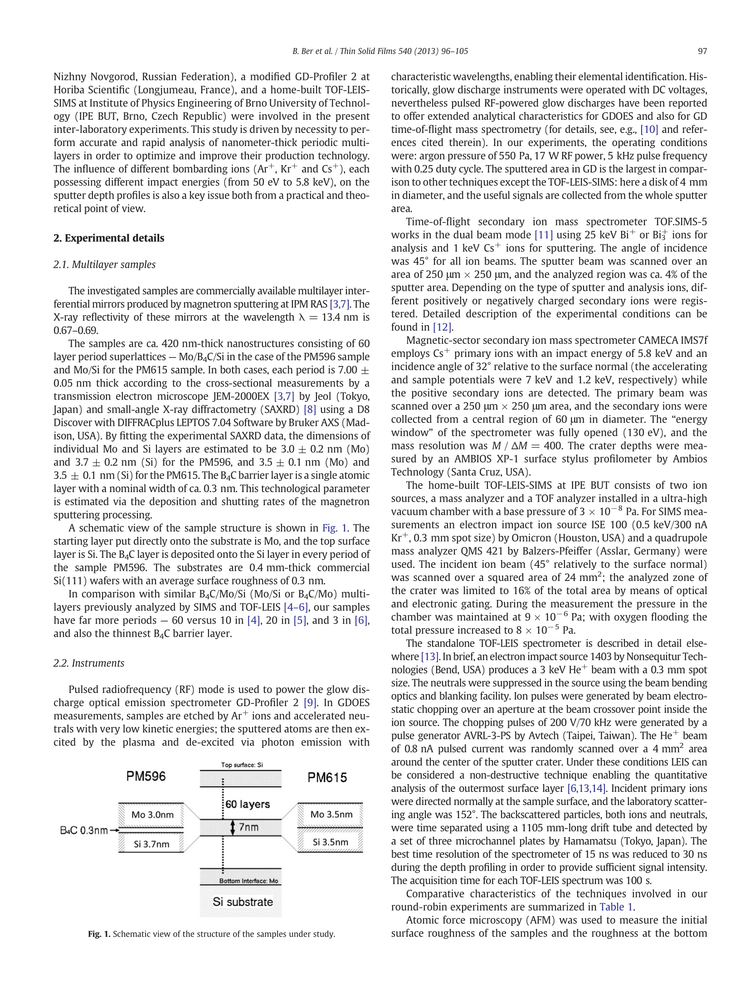 B. Ber et al. / Thin Solid Films 540 (2013) 96–105
97
Nizhny Novgorod, Russian Federation), a modified GD-Profiler 2 at
Horiba Scientific (Longjumeau, France), and a home-built TOF-LEIS-
SIMS at Institute of Physics Engineering of Brno University of Technol-
ogy (IPE BUT, Brno, Czech Republic) were involved in the present
inter-laboratory experiments. This study is driven by necessity to per-
form accurate and rapid analysis of nanometer-thick periodic multi-
layers in order to optimize and improve their production technology.
The influence of different bombarding ions (Ar⁺, Kr⁺ and Cs⁺), each
possessing different impact energies (from 50 eV to 5.8 keV), on the
sputter depth profiles is also a key issue both from a practical and theo-
retical point of view.
2. Experimental details
2.1. Multilayer samples
The investigated samples are commercially available multilayer inter-
ferential mirrors produced by magnetron sputtering at IPM RAS [3,7]. The
X-ray reflectivity of these mirrors at the wavelength λ = 13.4 nm is
0.67–0.69.
The samples are ca. 420 nm-thick nanostructures consisting of 60
layer period superlattices — Mo/B₄C/Si in the case of the PM596 sample
and Mo/Si for the PM615 sample. In both cases, each period is 7.00 ±
0.05 nm thick according to the cross-sectional measurements by a
transmission electron microscope JEM-2000EX [3,7] by Jeol (Tokyo,
Japan) and small-angle X-ray diffractometry (SAXRD) [8] using a D8
Discover with DIFFRACplus LEPTOS 7.04 Software by Bruker AXS (Mad-
ison, USA). By fitting the experimental SAXRD data, the dimensions of
individual Mo and Si layers are estimated to be 3.0 ± 0.2 nm (Mo)
and 3.7 ± 0.2 nm (Si) for the PM596, and 3.5 ± 0.1 nm (Mo) and
3.5 ± 0.1 nm (Si) for the PM615. The B₄C barrier layer is a single atomic
layer with a nominal width of ca. 0.3 nm. This technological parameter
is estimated via the deposition and shutting rates of the magnetron
sputtering processing.
A schematic view of the sample structure is shown in Fig. 1. The
starting layer put directly onto the substrate is Mo, and the top surface
layer is Si. The B₄C layer is deposited onto the Si layer in every period of
the sample PM596. The substrates are 0.4 mm-thick commercial
Si(111) wafers with an average surface roughness of 0.3 nm.
In comparison with similar B₄C/Mo/Si (Mo/Si or B₄C/Mo) multi-
layers previously analyzed by SIMS and TOF-LEIS [4–6], our samples
have far more periods — 60 versus 10 in [4], 20 in [5], and 3 in [6],
and also the thinnest B₄C barrier layer.
2.2. Instruments
Pulsed radiofrequency (RF) mode is used to power the glow dis-
charge optical emission spectrometer GD-Profiler 2 [9]. In GDOES
measurements, samples are etched by Ar⁺ ions and accelerated neu-
trals with very low kinetic energies; the sputtered atoms are then ex-
cited by the plasma and de-excited via photon emission with
Top surface: Si
PM596
PM615
60 layers
Mo 3.0nm
Mo 3.5nm
B₄C 0.3nm
7nm
Si 3.7nm
Si 3.5nm
Bottom Interface: Mo
Si substrate
Fig. 1. Schematic view of the structure of the samples under study.
characteristic wavelengths, enabling their elemental identification. His-
torically, glow discharge instruments were operated with DC voltages,
nevertheless pulsed RF-powered glow discharges have been reported
to offer extended analytical characteristics for GDOES and also for GD
time-of-flight mass spectrometry (for details, see, e.g., [10] and refer-
ences cited therein). In our experiments, the operating conditions
were: argon pressure of 550 Pa, 17 W RF power, 5 kHz pulse frequency
with 0.25 duty cycle. The sputtered area in GD is the largest in compar-
ison to other techniques except the TOF-LEIS-SIMS: here a disk of 4 mm
in diameter, and the useful signals are collected from the whole sputter
area.
Time-of-flight secondary ion mass spectrometer TOF.SIMS-5
works in the dual beam mode [11] using 25 keV Bi⁺ or Bi₃⁺ ions for
analysis and 1 keV Cs⁺ ions for sputtering. The angle of incidence
was 45° for all ion beams. The sputter beam was scanned over an
area of 250 μm × 250 μm, and the analyzed region was ca. 4% of the
sputter area. Depending on the type of sputter and analysis ions, dif-
ferent positively or negatively charged secondary ions were regis-
tered. Detailed description of the experimental conditions can be
found in [12].
Magnetic-sector secondary ion mass spectrometer CAMECA IMS7f
employs Cs⁺ primary ions with an impact energy of 5.8 keV and an
incidence angle of 32° relative to the surface normal (the accelerating
and sample potentials were 7 keV and 1.2 keV, respectively) while
the positive secondary ions are detected. The primary beam was
scanned over a 250 μm × 250 μm area, and the secondary ions were
collected from a central region of 60 μm in diameter. The “energy
window” of the spectrometer was fully opened (130 eV), and the
mass resolution was M / ΔM = 400. The crater depths were mea-
sured by an AMBIOS XP-1 surface stylus profilometer by Ambios
Technology (Santa Cruz, USA).
The home-built TOF-LEIS-SIMS at IPE BUT consists of two ion
sources, a mass analyzer and a TOF analyzer installed in a ultra-high
vacuum chamber with a base pressure of 3 × 10⁻⁸ Pa. For SIMS mea-
surements an electron impact ion source ISE 100 (0.5 keV/300 nA
Kr⁺, 0.3 mm spot size) by Omicron (Houston, USA) and a quadrupole
mass analyzer QMS 421 by Balzers-Pfeiffer (Asslar, Germany) were
used. The incident ion beam (45° relatively to the surface normal)
was scanned over a squared area of 24 mm²; the analyzed zone of
the crater was limited to 16% of the total area by means of optical
and electronic gating. During the measurement the pressure in the
chamber was maintained at 9 × 10⁻⁶ Pa; with oxygen flooding the
total pressure increased to 8 × 10⁻⁵ Pa.
The standalone TOF-LEIS spectrometer is described in detail else-
where [13]. In brief, an electron impact source 1403 by Nonsequitur Tech-
nologies (Bend, USA) produces a 3 keV He⁺ beam with a 0.3 mm spot
size. The neutrals were suppressed in the source using the beam bending
optics and blanking facility. Ion pulses were generated by beam electro-
static chopping over an aperture at the beam crossover point inside the
ion source. The chopping pulses of 200 V/70 kHz were generated by a
pulse generator AVRL-3-PS by Avtech (Taipei, Taiwan). The He⁺ beam
of 0.8 nA pulsed current was randomly scanned over a 4 mm² area
around the center of the sputter crater. Under these conditions LEIS can
be considered a non-destructive technique enabling the quantitative
analysis of the outermost surface layer [6,13,14]. Incident primary ions
were directed normally at the sample surface, and the laboratory scatter-
ing angle was 152°. The backscattered particles, both ions and neutrals,
were time separated using a 1105 mm-long drift tube and detected by
a set of three microchannel plates by Hamamatsu (Tokyo, Japan). The
best time resolution of the spectrometer of 15 ns was reduced to 30 ns
during the depth profiling in order to provide sufficient signal intensity.
The acquisition time for each TOF-LEIS spectrum was 100 s.
Comparative characteristics of the techniques involved in our
round-robin experiments are summarized in Table 1.
Atomic force microscopy (AFM) was used to measure the initial
surface roughness of the samples and the roughness at the bottom